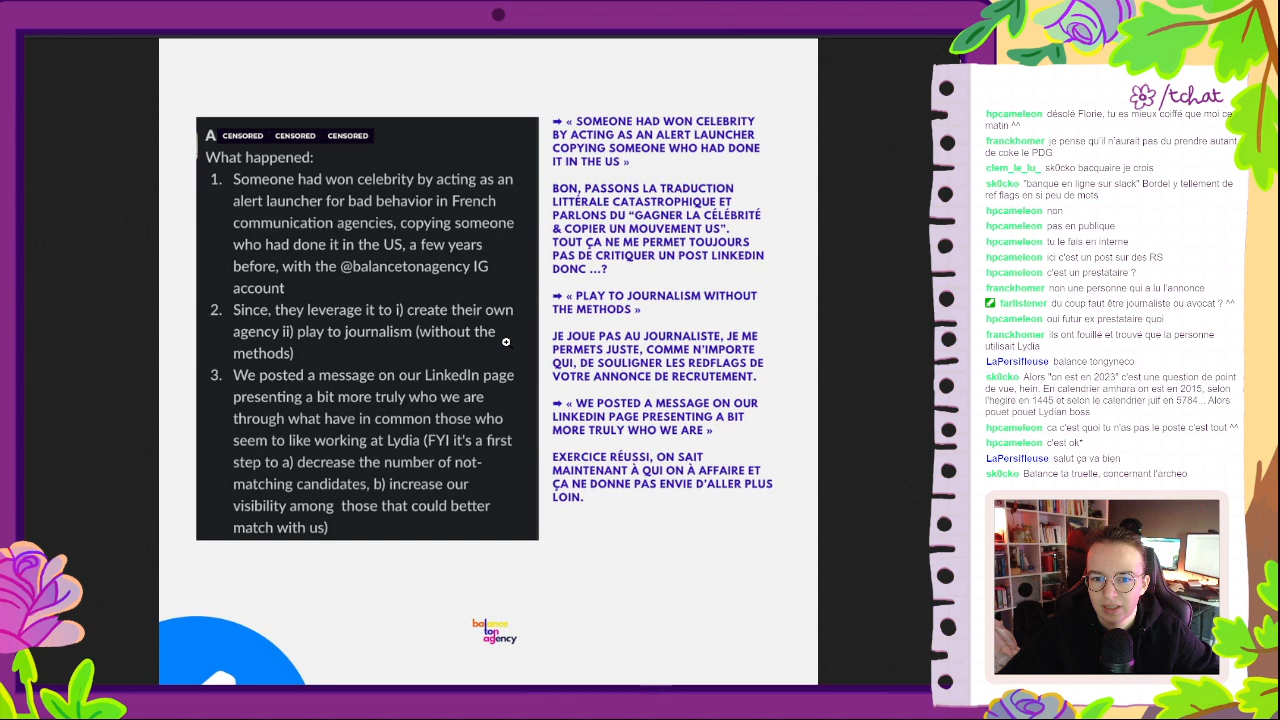 A CENSORED CENSORED CENSORED
What happened:
1. Someone had won celebrity by acting as an
alert launcher for bad behavior in French
communication agencies, copying someone
who had done it in the US, a few years
before, with the @balancetonagency IG
account
2. Since, they leverage it to i) create their own
agency ii) play to journalism (without the
methods)
3. We posted a message on our LinkedIn page
presenting a bit more truly who we are
through what have in common those who
seem to like working at Lydia (FYI it's a first
step to a) decrease the number of not-
matching candidates, b) increase our
visibility among those that could better
match with us)
➡ « SOMEONE HAD WON CELEBRITY
BY ACTING AS AN ALERT LAUNCHER
COPYING SOMEONE WHO HAD DONE
IT IN THE US »
BON, PASSONS LA TRADUCTION
LITTÉRALE CATASTROPHIQUE ET
PARLONS DU “GAGNER LA CÉLÉBRITÉ
& COPIER UN MOUVEMENT US”.
TOUT ÇA NE ME PERMET TOUJOURS
PAS DE CRITIQUER UN POST LINKEDIN
DONC ...?
➡ « PLAY TO JOURNALISM WITHOUT
THE METHODS »
JE JOUE PAS AU JOURNALISTE, JE ME
PERMETS JUSTE, COMME N’IMPORTE
QUI, DE SOULIGNER LES REDFLAGS DE
VOTRE ANNONCE DE RECRUTEMENT.
➡ « WE POSTED A MESSAGE ON OUR
LINKEDIN PAGE PRESENTING A BIT
MORE TRULY WHO WE ARE »
EXERCICE RÉUSSI, ON SAIT
MAINTENANT À QUI ON À AFFAIRE ET
ÇA NE DONNE PAS ENVIE D’ALLER PLUS
LOIN.
balance
ton
agency
/tchat
hpcameleon désolé Florie, tu es mieux coiffé que moi ce
matin ^^
franckhomer je pense qu'il n'aurait pas du prendre autant
de coke le PDG
clem_le_lu_ sk0cko bacquaire je crois
sk0cko "banque en ligne sur slack" Bordel y tellement de
ref flags en si peu de mots
hpcameleon non
hpcameleon pas en publique
hpcameleon tu le fais en interne
hpcameleon ici c'est un post sur des RS
hpcameleon c'est un prestataire ?
franckhomer non une personne qui a lu l'annonce
farlistener du coup faut être journaliste ou avocat ? ^^
hpcameleon oui futur ex prestataire quoi
franckhomer ils ont fouillé et trouvé que la personne
utilisait Lydia
LaPersifleuse balance tongyneco
sk0cko Alors "on est en 2023" c'est une question de point
de vue, hein. En calendrier amhara on est en 2015, selon
l'hegire en 1445 et selon le calendrier juif en 5784... Alors
pouet pouet Lydian boss
hpcameleon ca c'est quoi tu n'as pas le poste c'est tout ^^
hpcameleon c'est ok*
LaPersifleuse salut ça va bien
sk0cko Balance ta truelle, concernant l'archeo